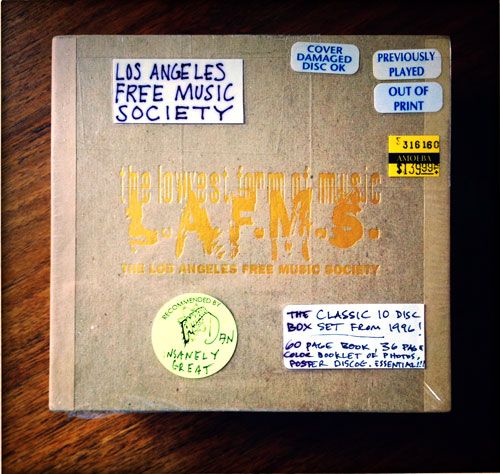 LOS ANGELES
FREE MUSIC
SOCIETY
COVER
DAMAGED
DISC OK
PREVIOUSLY
PLAYED
OUT OF
PRINT
316160
AMOEBA
$139.99
the lowest form of music
L.A.F.M.S.
THE LOS ANGELES FREE MUSIC SOCIETY
RECOMMENDED BY
DAN
NSANELY
GREAT
THE CLASSIC 10 DISC
BOX SET FROM 1996!
60 PAGE BOOK, 36 PAGE
COLOR BOOKLET OF PHOTOS,
POSTER DISCOG. ESSENTIAL!!!